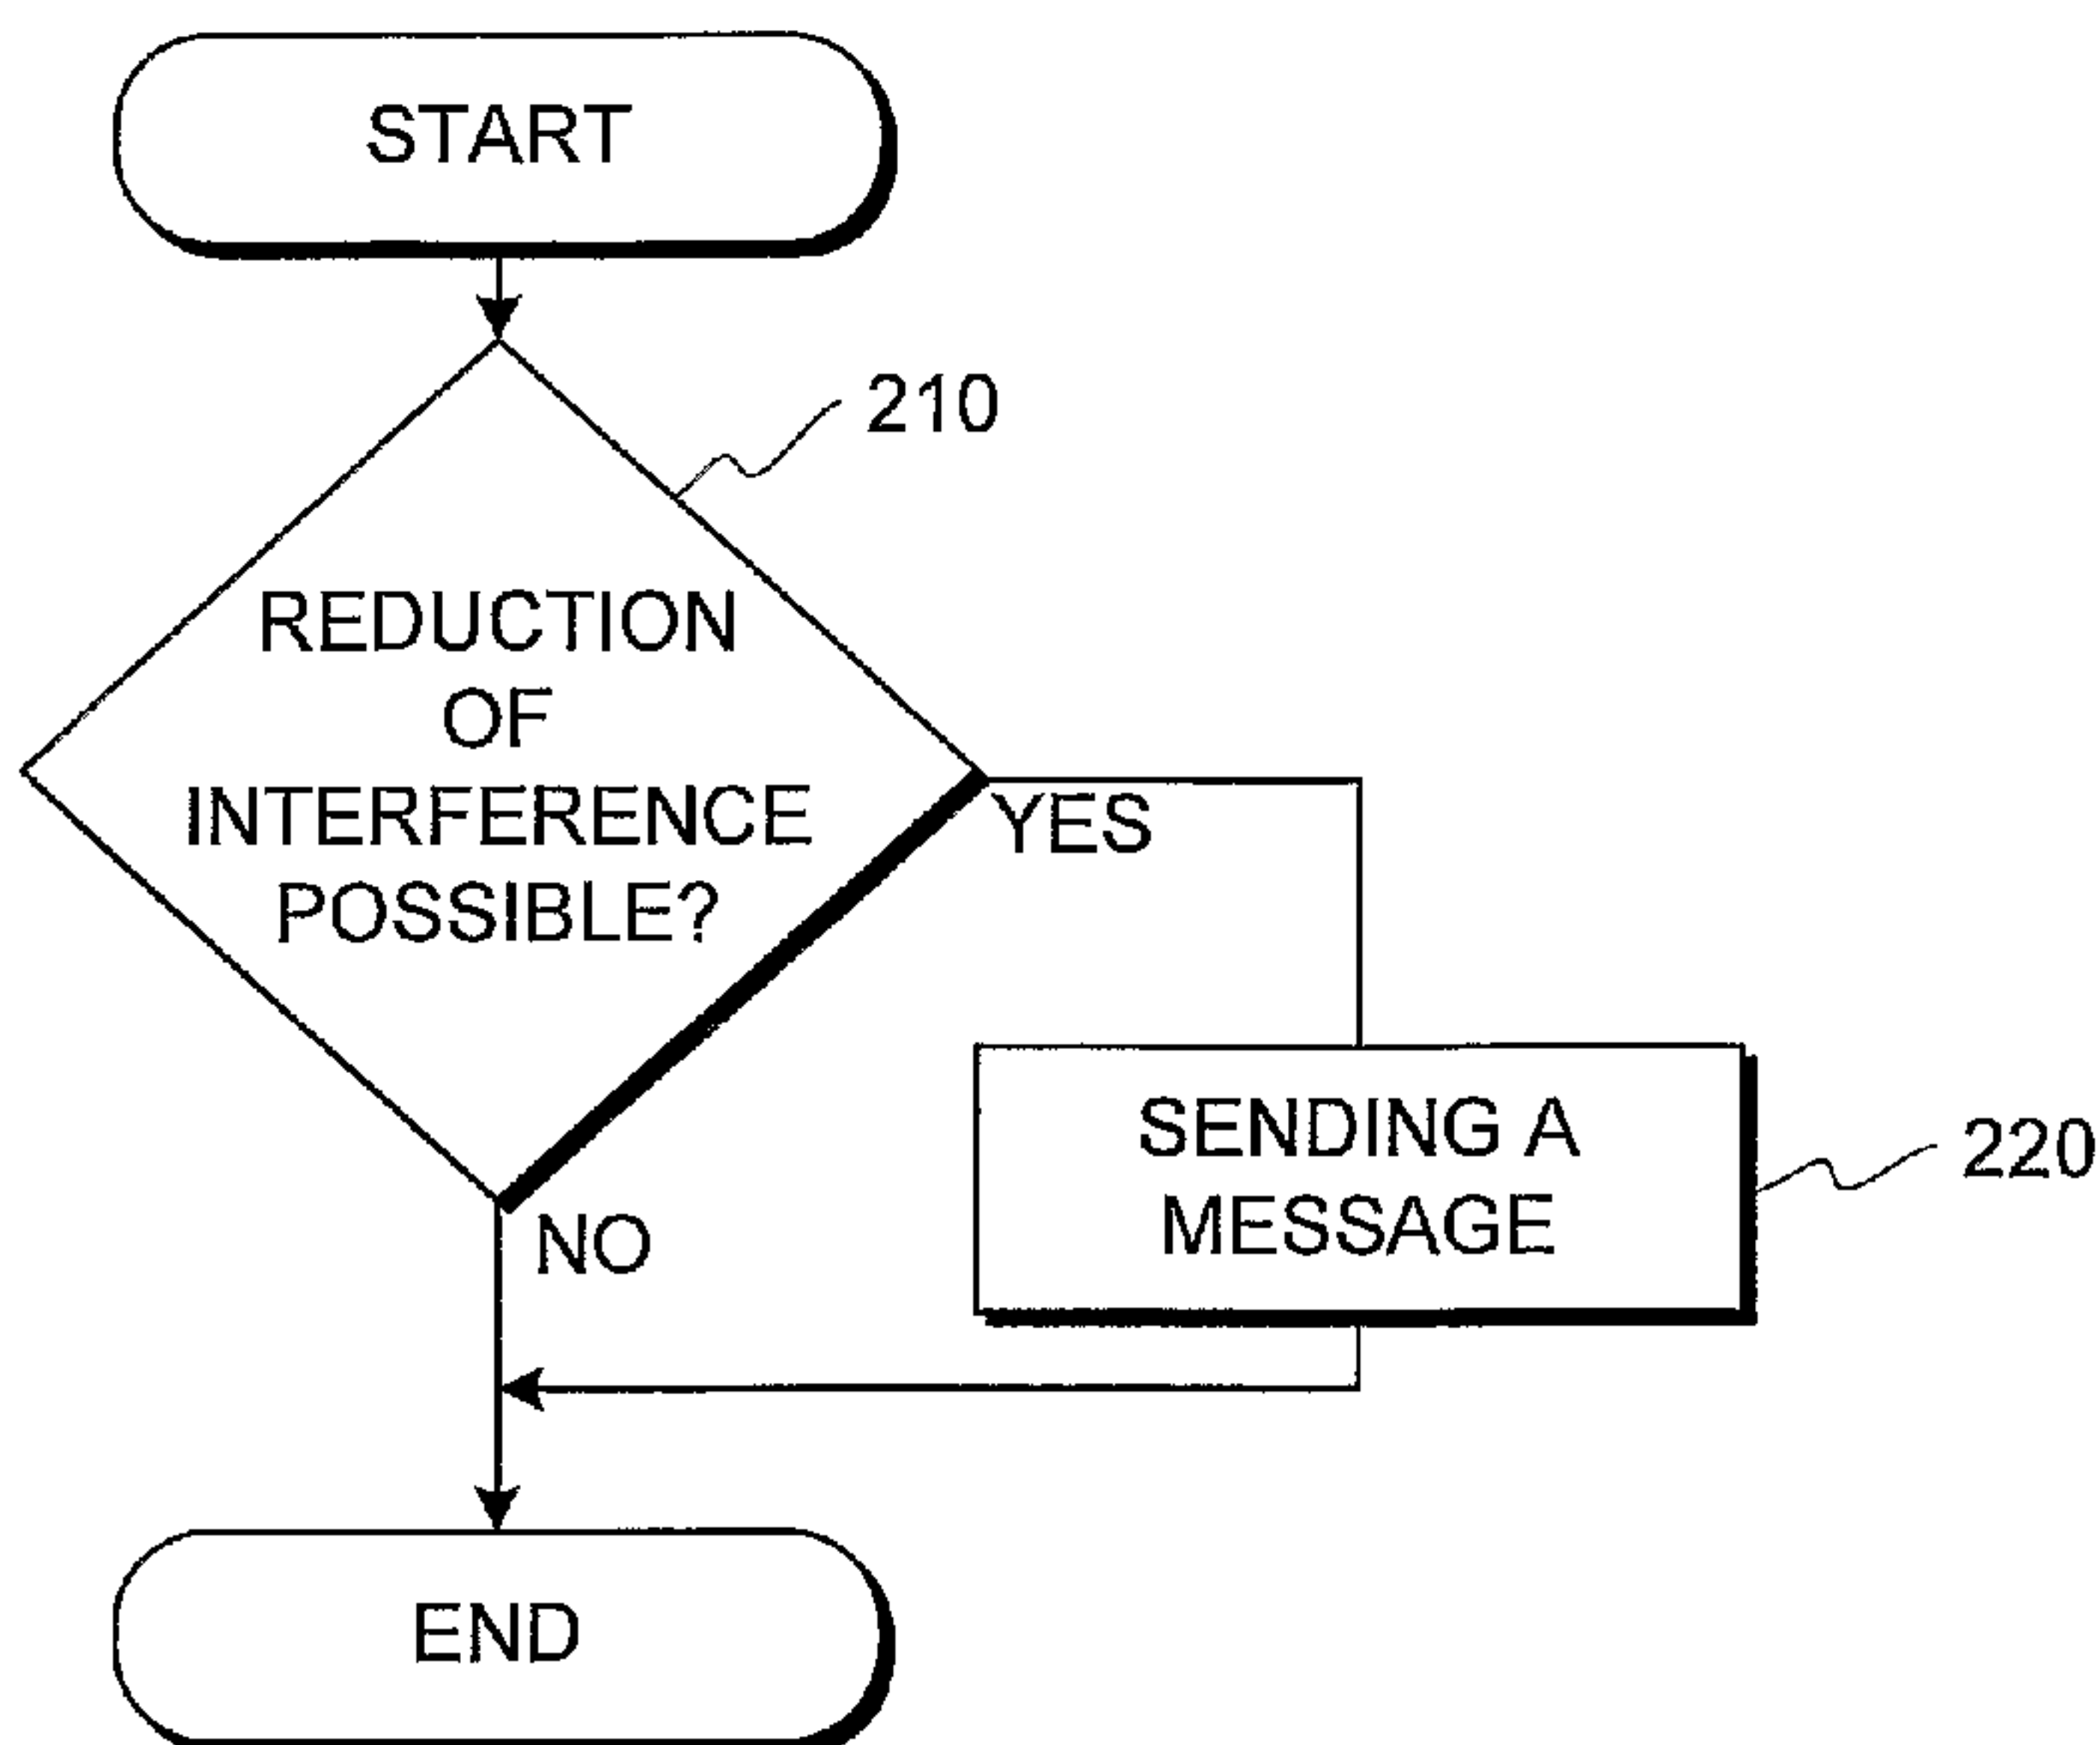 START
210
REDUCTION
OF
INTERFERENCE
POSSIBLE?
YES
SENDING A
MESSAGE
220
NO
END